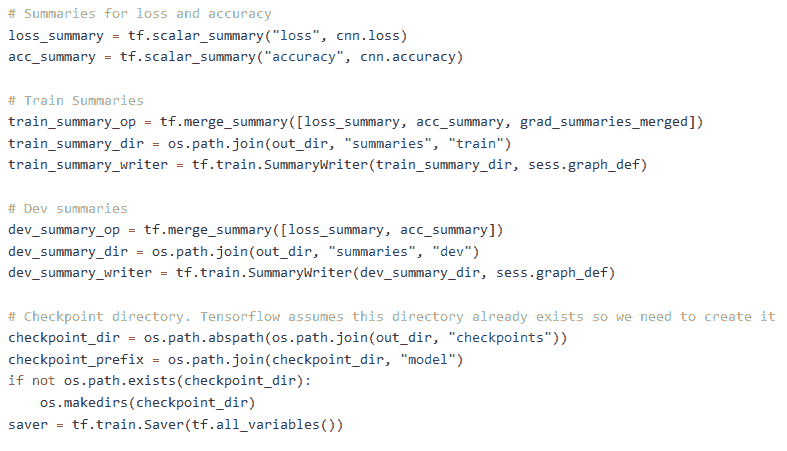 # Summaries for loss and accuracy
loss_summary = tf.scalar_summary("loss", cnn.loss)
acc_summary = tf.scalar_summary("accuracy", cnn.accuracy)

# Train Summaries
train_summary_op = tf.merge_summary([loss_summary, acc_summary, grad_summaries_merged])
train_summary_dir = os.path.join(out_dir, "summaries", "train")
train_summary_writer = tf.train.SummaryWriter(train_summary_dir, sess.graph_def)

# Dev summaries
dev_summary_op = tf.merge_summary([loss_summary, acc_summary])
dev_summary_dir = os.path.join(out_dir, "summaries", "dev")
dev_summary_writer = tf.train.SummaryWriter(dev_summary_dir, sess.graph_def)

# Checkpoint directory. Tensorflow assumes this directory already exists so we need to create it
checkpoint_dir = os.path.abspath(os.path.join(out_dir, "checkpoints"))
checkpoint_prefix = os.path.join(checkpoint_dir, "model")
if not os.path.exists(checkpoint_dir):
    os.makedirs(checkpoint_dir)
saver = tf.train.Saver(tf.all_variables())